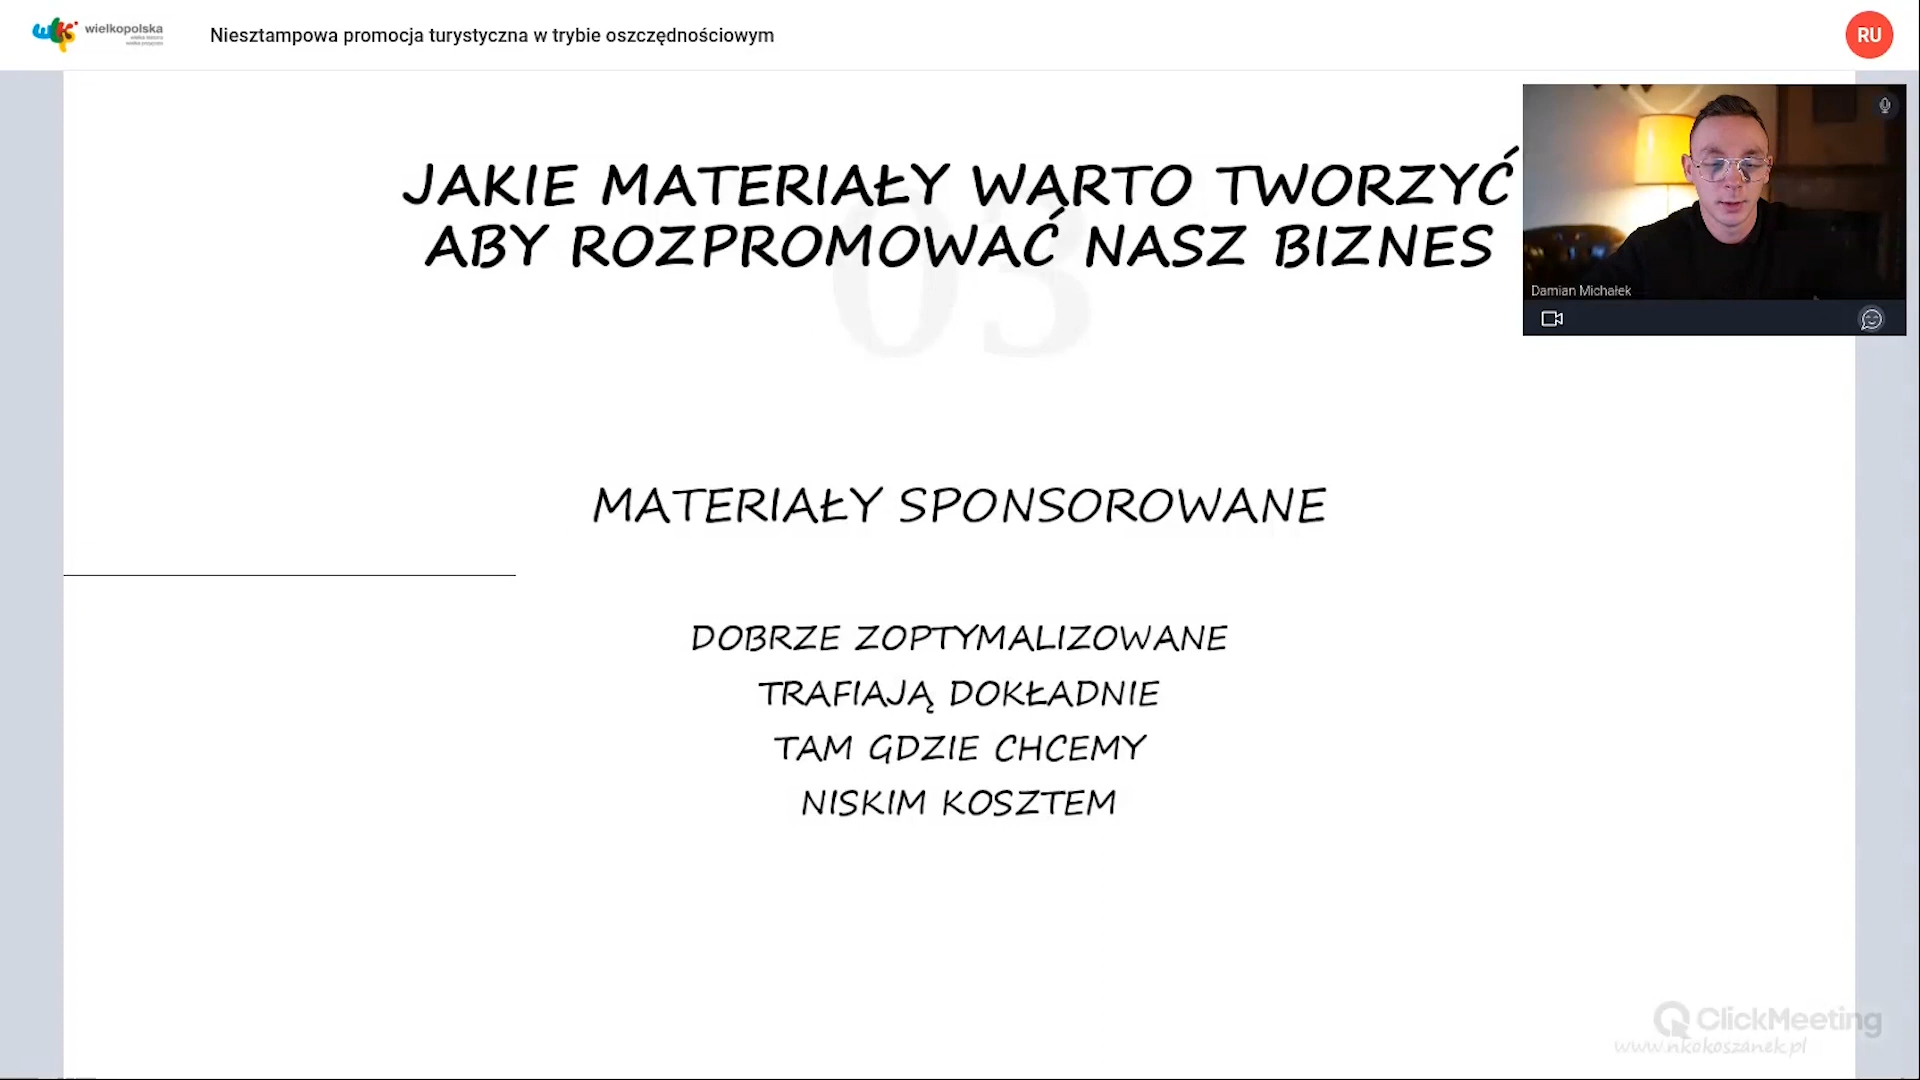 wielkopolska
Niesztampowa promocja turystyczna w trybie oszczędnościowym
RU
JAKIE MATERIAŁY WARTO TWORZYĆ
ABY ROZPROMOWAĆ NASZ BIZNES
03
Damian Michałek
MATERIAŁY SPONSOROWANE
DOBRZE ZOPTYMALIZOWANE
TRAFIAJĄ DOKŁADNIE
TAM GDZIE CHCEMY
NISKIM KOSZTEM
ClickMeeting
www.nkokoszanek.pl